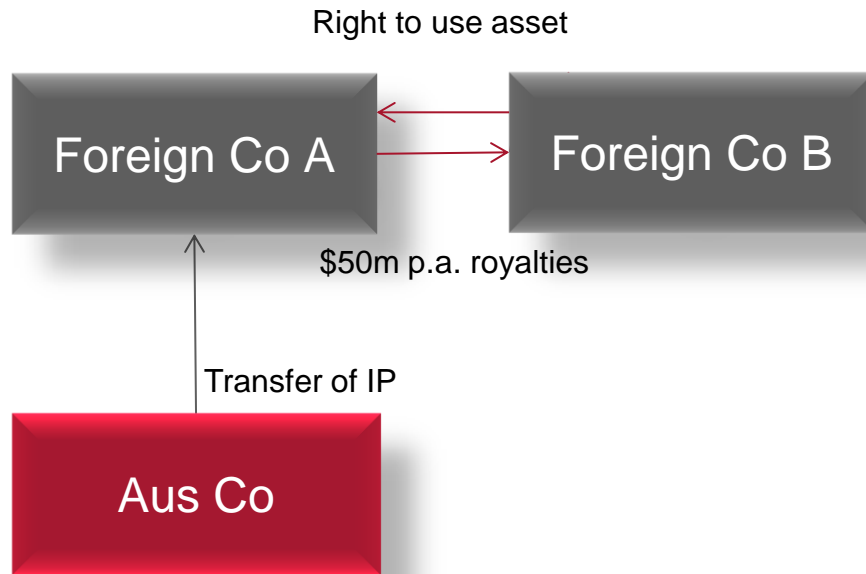 Right to use asset
Foreign Co A
Foreign Co B
$50m p.a. royalties
Transfer of IP
Aus Co